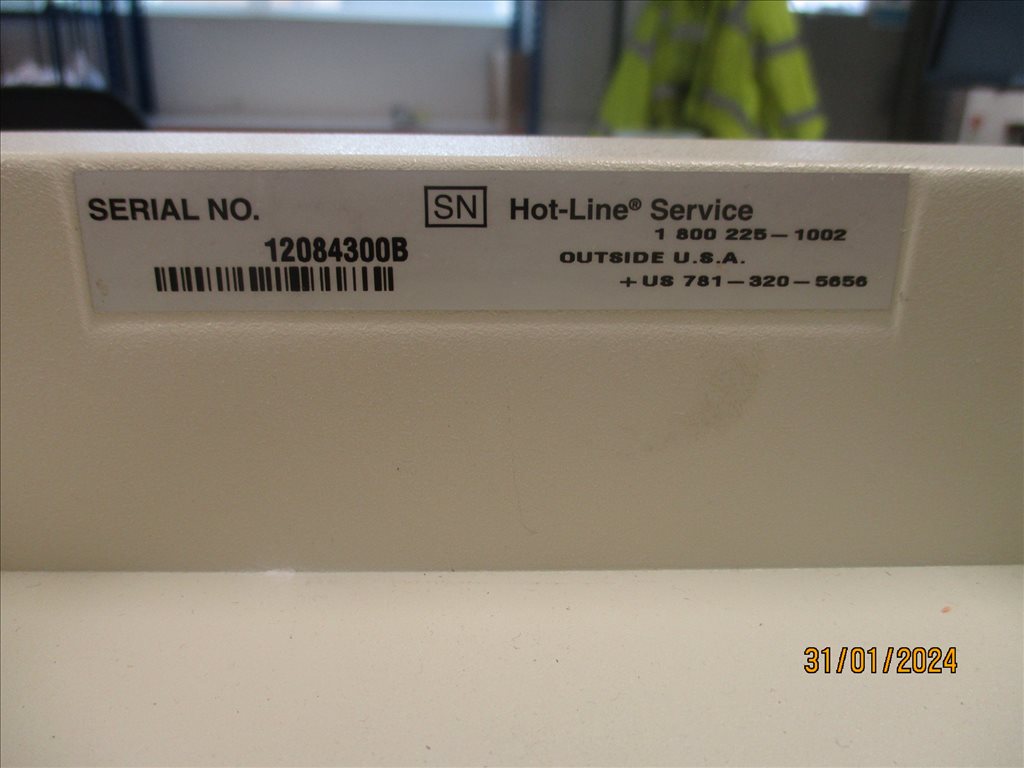 SERIAL NO.
12084300B
SN Hot-Line® Service
1 800 225-1002
OUTSIDE U.S.A.
+US 781-320-5656
31/01/2024